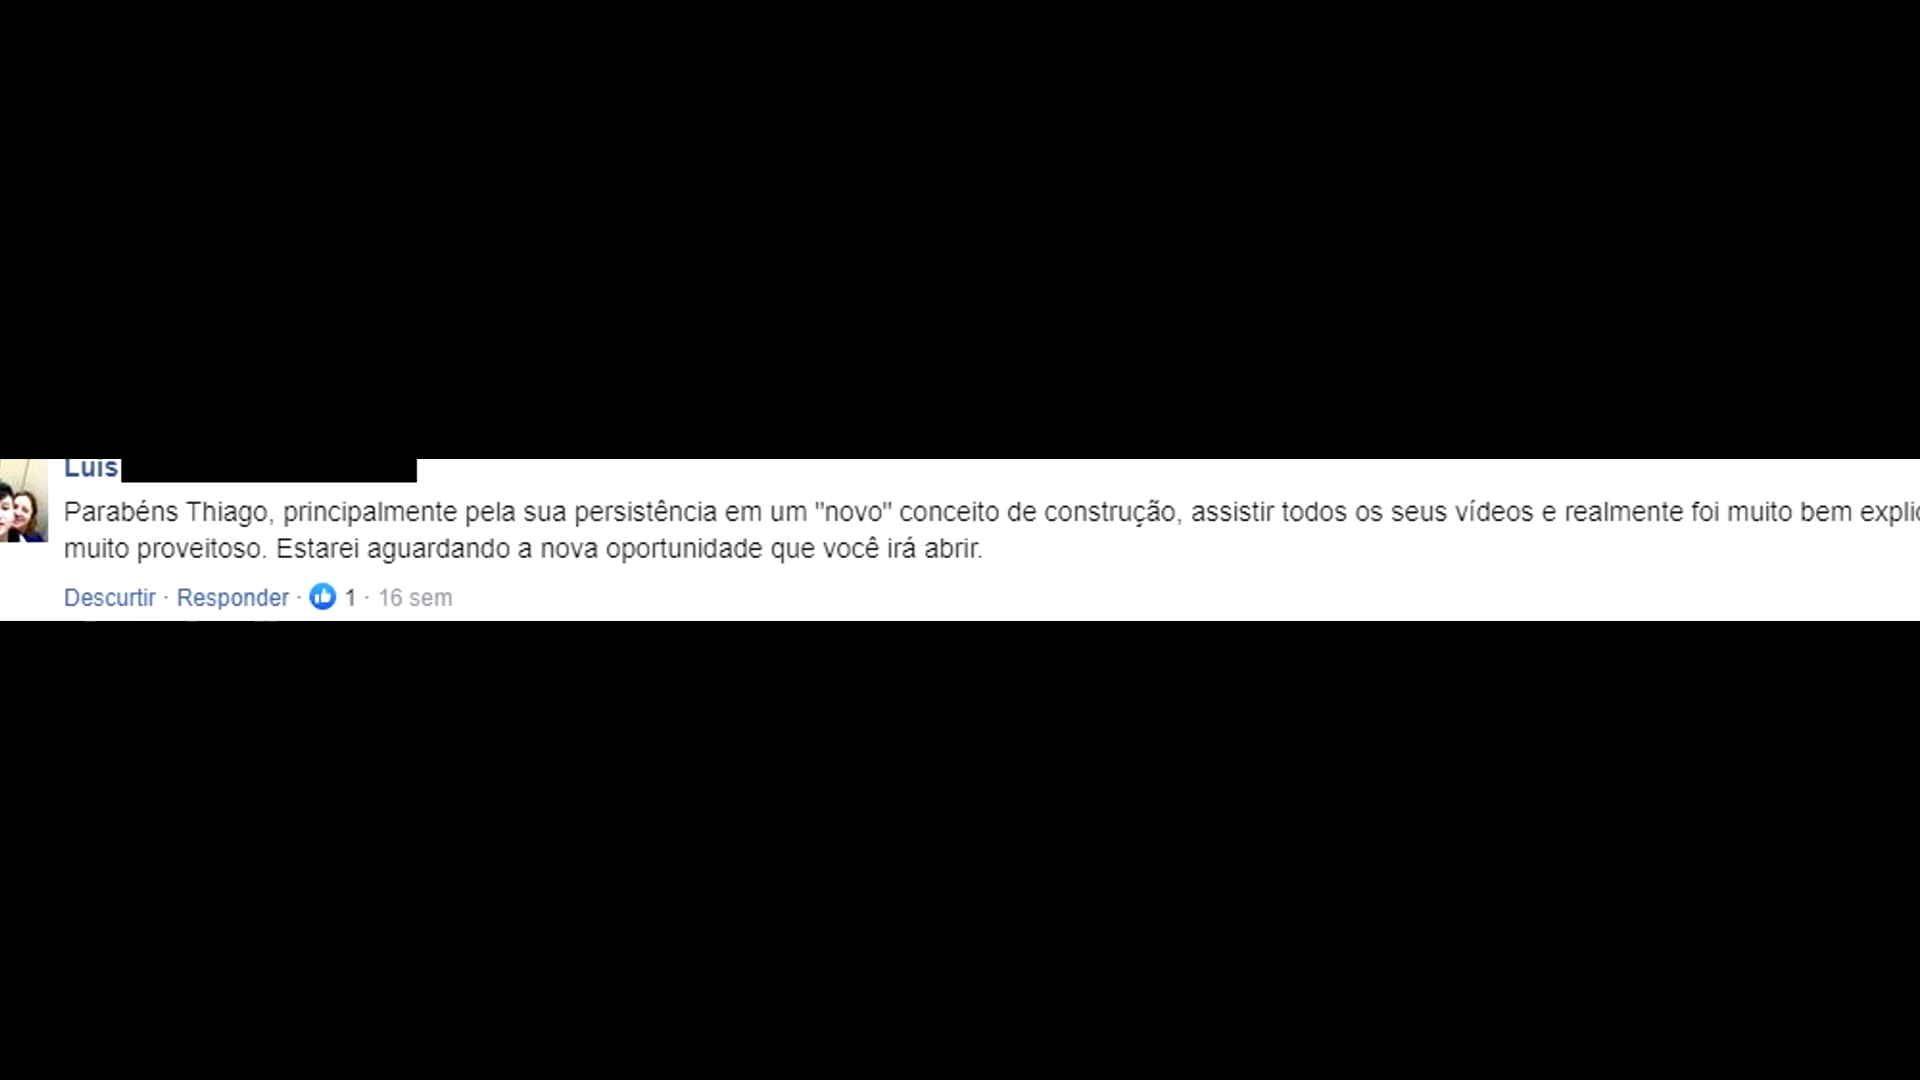 Luis
Parabéns Thiago, principalmente pela sua persistência em um "novo" conceito de construção, assistir todos os seus vídeos e realmente foi muito bem
muito proveitoso. Estarei aguardando a nova oportunidade que você irá abrir.
Descurtir · Responder · 1 · 16 sem